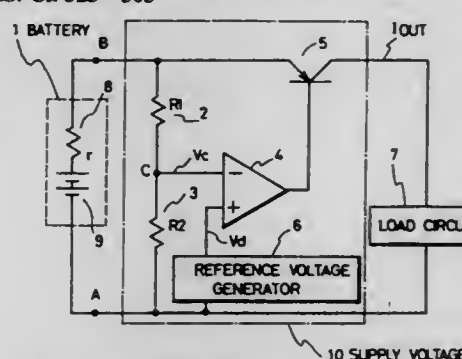 1 BATTERY
B
5
IOUT
8
R1
2
r
C
Vc
4
3
7
9
R2
Vd
6
LOAD CIRCU
REFERENCE VOLTAGE
GENERATOR
A
10 SUPPLY VOLTAGE